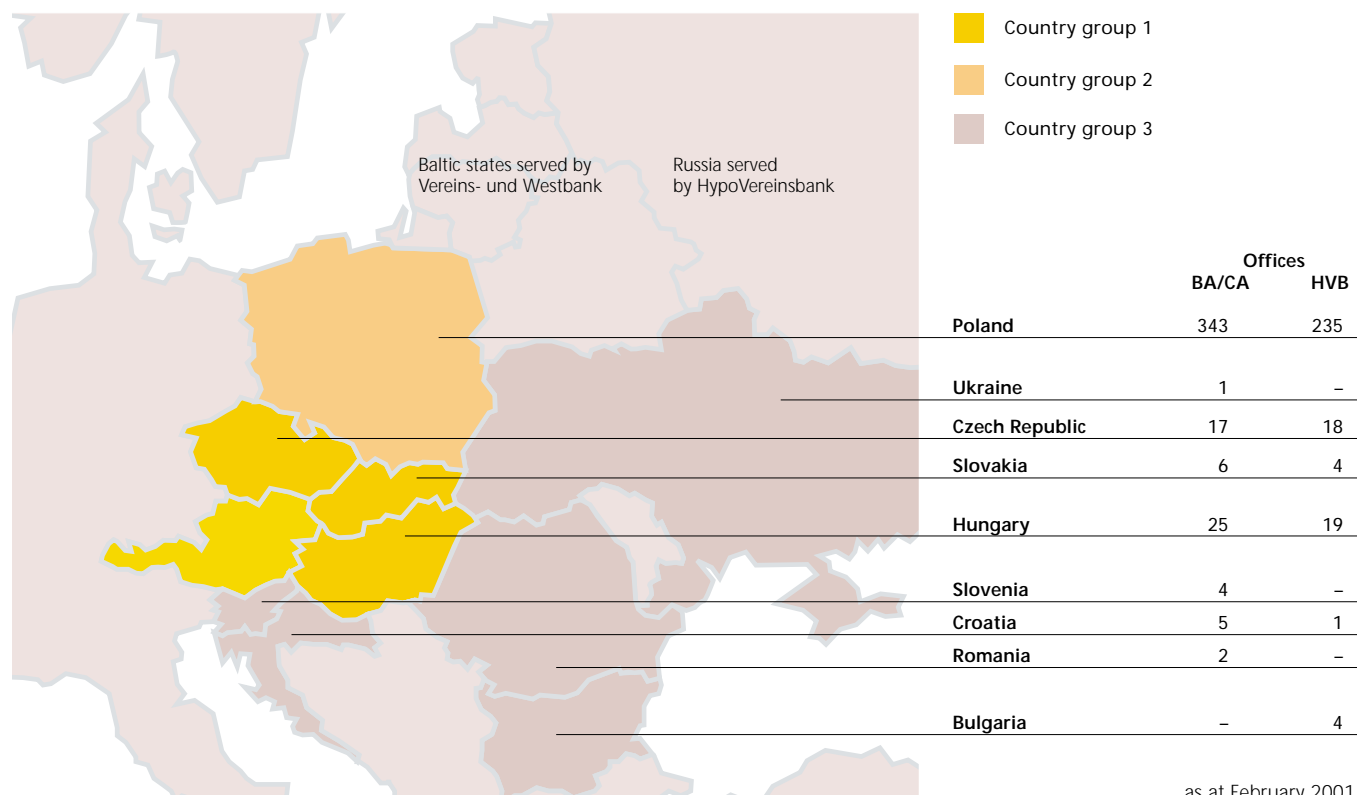 Country group 1
Country group 2
Country group 3
Baltic states served by
Vereins- und Westbank
Russia served
by HypoVereinsbank
Offices
BA/CA HVB
Poland 343 235
Ukraine 1 –
Czech Republic 17 18
Slovakia 6 4
Hungary 25 19
Slovenia 4 –
Croatia 5 1
Romania 2 –
Bulgaria – 4
as at February 2001